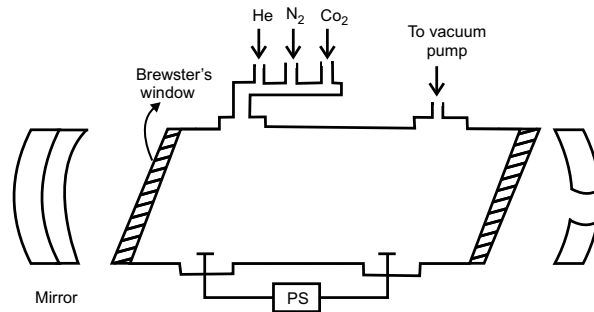 He N₂ Co₂
To vacuum
pump
Brewster's
window
Mirror
PS